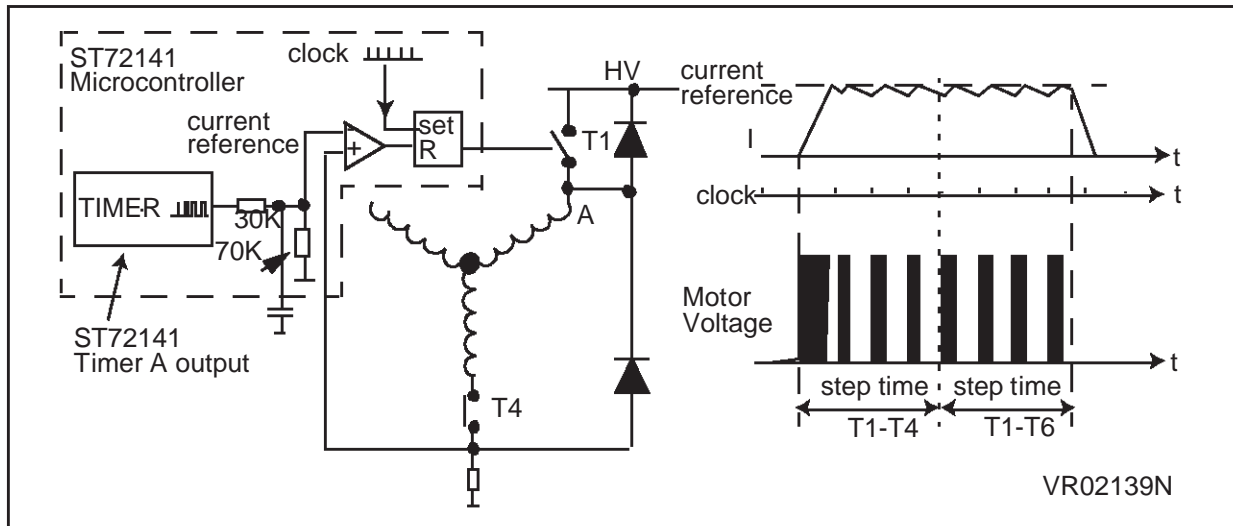 ST72141
Microcontroller
clock
current
reference
set
R
+
TIMER
30K
70K
ST72141
Timer A output
HV
T1
A
T4
current
reference
I
t
clock
t
Motor
Voltage
t
step time
step time
T1-T4
T1-T6
VR02139N